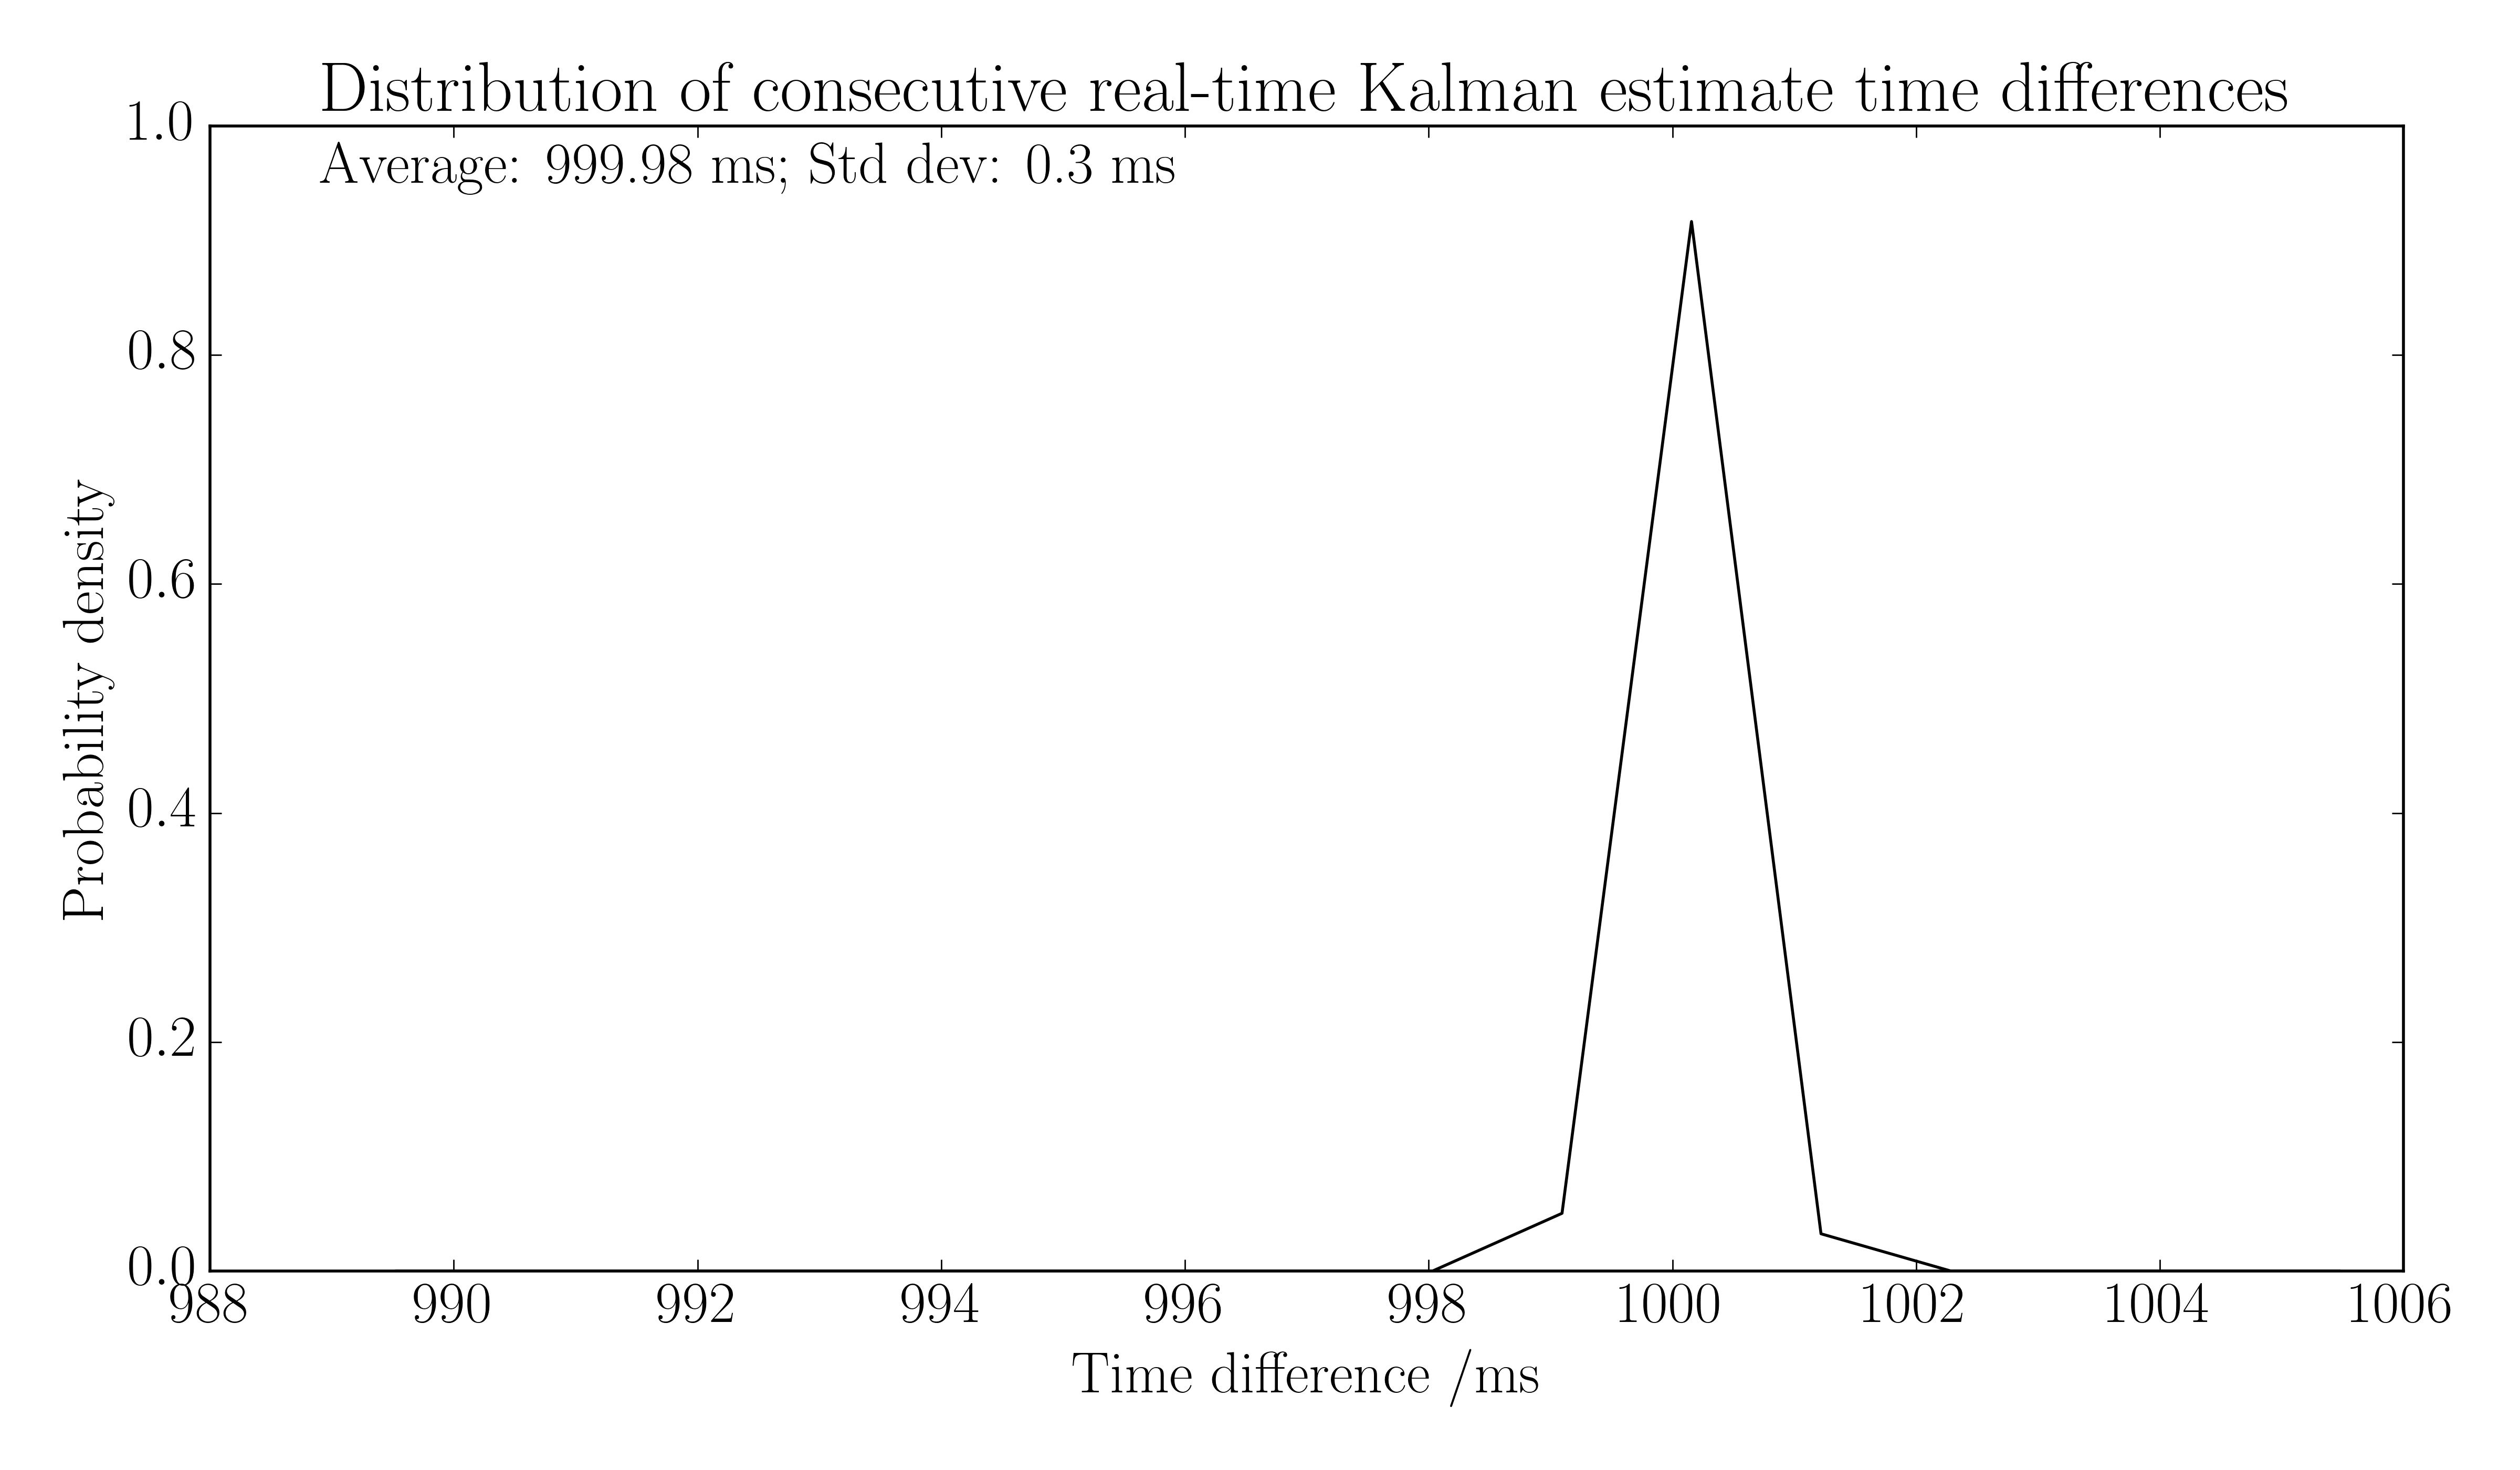 Distribution of consecutive real-time Kalman estimate time differences
Average: 999.98 ms; Std dev: 0.3 ms
1.0
0.8
0.6
0.4
0.2
0.0
Probability density
988 990 992 994 996 998 1000 1002 1004 1006
Time difference /ms